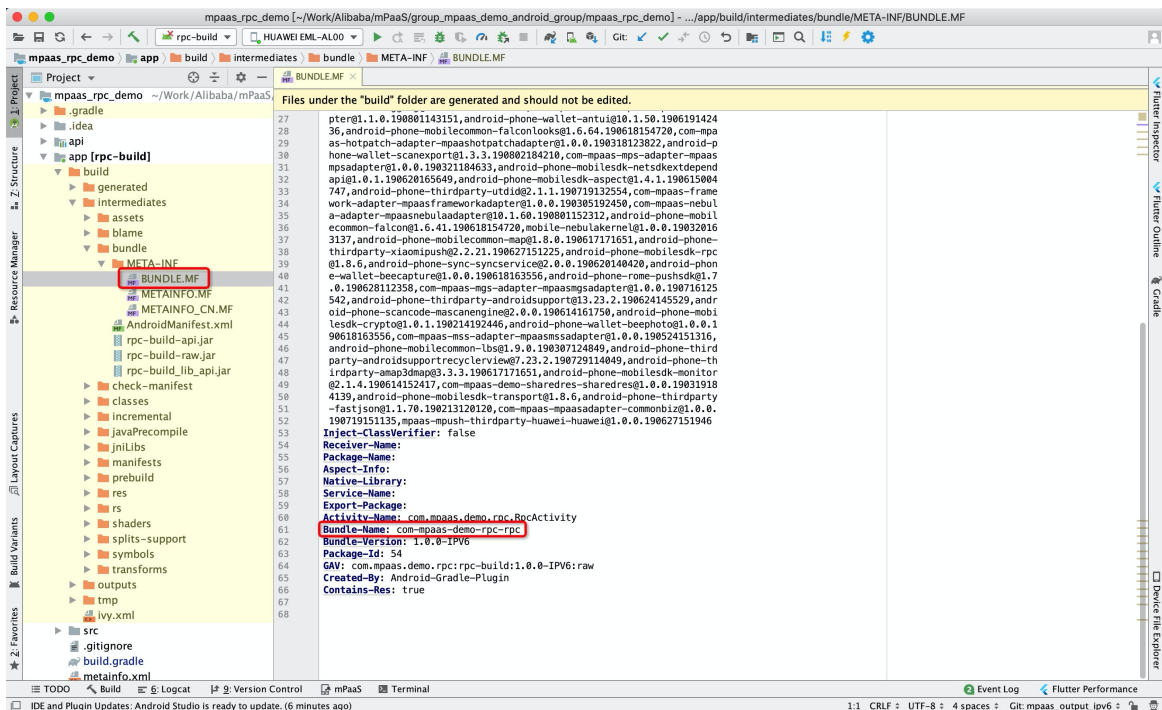 mpaas_rpc_demo [~/Work/Alibaba/mPaaS/group_mpaas_demo_android_group/mpaas_rpc_demo] - .../app/build/intermediates/bundle/META-INF/BUNDLE.MF
rpc-build
HUAWEI EML-AL00
Git:
mpaas_rpc_demo
app
build
intermediates
bundle
META-INF
BUNDLE.MF
Project
BUNDLE.MF
Files under the "build" folder are generated and should not be edited.
mpaas_rpc_demo ~/Work/Alibaba/mPaaS/
.gradle
.idea
api
app [rpc-build]
build
generated
intermediates
assets
blame
bundle
META-INF
BUNDLE.MF
METAINFO.MF
METAINFO_CN.MF
AndroidManifest.xml
rpc-build-api.jar
rpc-build-raw.jar
rpc-build_lib_api.jar
check-manifest
classes
incremental
javaPrecompile
jniLibs
manifests
prebuild
res
rs
shaders
splits-support
symbols
transforms
outputs
tmp
ivy.xml
src
.gitignore
build.gradle
metainfo.xml
27 pter@1.1.0.190801143151,android-phone-wallet-antui@10.1.50.1906191424
28 36,android-phone-mobilecommon-falconlooks@1.6.64.190618154720,com-mpa
29 as-hotpatch-adapter-mpaashotpatchadapter@1.0.0.190318123822,android-p
30 hone-wallet-scanexport@1.3.3.190802184210,com-mpaas-mps-adapter-mpaas
31 mpsadapter@1.0.0.190321184633,android-phone-mobilesdk-netsdkextdepend
32 api@1.0.1.190620165649,android-phone-mobilesdk-aspect@1.4.1.190615004
33 747,android-phone-thirdparty-utdid@2.1.1.190719132554,com-mpaas-frame
34 work-adapter-mpaasframeworkadapter@1.0.0.190305192450,com-mpaas-nebul
35 a-adapter-mpaasnebulaadapter@10.1.60.190801152312,android-phone-mobil
36 ecommon-falcon@1.6.41.190618154720,mobile-nebulakernel@1.0.0.19032016
37 3137,android-phone-mobilecommon-map@1.8.0.190617171651,android-phone-
38 thirdparty-xiaomipush@2.2.21.190627151225,android-phone-mobilesdk-rpc
39 @1.8.6,android-phone-sync-syncservice@2.0.0.190620140420,android-phon
40 e-wallet-beecapture@1.0.0.190618163556,android-phone-rome-pushsdk@1.7
41 .0.190628112358,com-mpaas-mgs-adapter-mpaasmgsadapter@1.0.0.190716125
42 542,android-phone-thirdparty-androidsupport@13.23.2.190624145529,andr
43 oid-phone-scancode-mascanengine@2.0.0.190614161750,android-phone-mobi
44 lesdk-crypto@1.0.1.190214192446,android-phone-wallet-beephoto@1.0.0.1
45 90618163556,com-mpaas-mss-adapter-mpaasmssadapter@1.0.0.190524151316,
46 android-phone-mobilecommon-lbs@1.9.0.190307124849,android-phone-third
47 party-androidsupportrecyclerview@7.23.2.190729114049,android-phone-th
48 irdparty-amap3dmap@3.3.3.190617171651,android-phone-mobilesdk-monitor
49 @2.1.4.190614152417,com-mpaas-demo-sharedres-sharedres@1.0.0.19031918
50 4139,android-phone-mobilesdk-transport@1.8.6,android-phone-thirdparty
51 -fastjson@1.1.70.190213120120,com-mpaas-mpaasadapter-commonbiz@1.0.0.
52 190719151135,mpaas-mpush-thirdparty-huawei-huawei@1.0.0.190627151946
53 Inject-ClassVerifier: false
54 Receiver-Name:
55 Package-Name:
56 Aspect-Info:
57 Native-Library:
58 Service-Name:
59 Export-Package:
60 Activity-Name: com.mpaas.demo.rpc.RpcActivity
61 Bundle-Name: com-mpaas-demo-rpc-rpc
62 Bundle-Version: 1.0.0-IPV6
63 Package-Id: 54
64 GAV: com.mpaas.demo.rpc:rpc-build:1.0.0-IPV6:raw
65 Created-By: Android-Gradle-Plugin
66 Contains-Res: true
67
68
1: Project
Z: Structure
Resource Manager
Layout Captures
Build Variants
2: Favorites
Flutter Inspector
Flutter Outline
Gradle
Device File Explorer
TODO
Build
6: Logcat
9: Version Control
mPaaS
Terminal
2 Event Log
Flutter Performance
IDE and Plugin Updates: Android Studio is ready to update. (6 minutes ago)
1:1 CRLF UTF-8 4 spaces Git: mpaas_output_ipv6